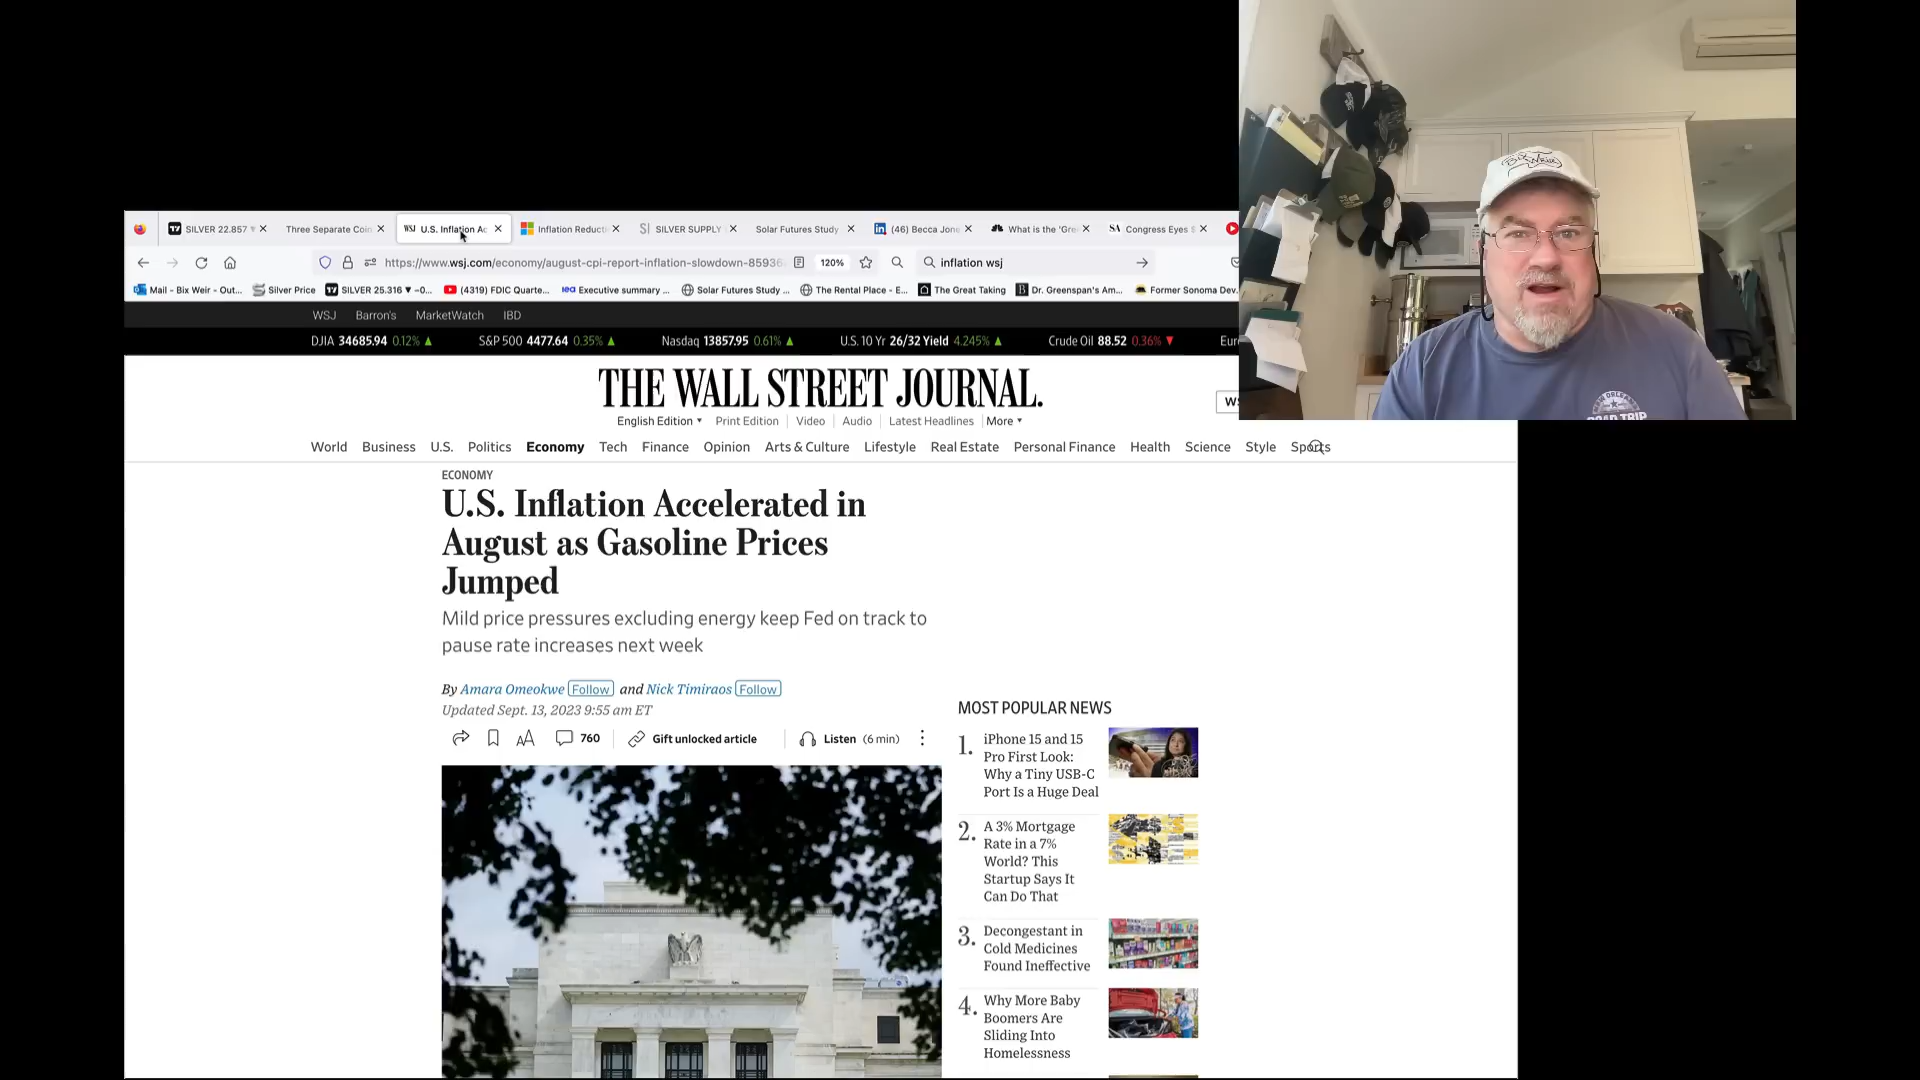 SILVER 22.857
Three Separate Coin
WSJ U.S. Inflation Ac
Inflation Reducti
SILVER SUPPLY
Solar Futures Study
(46) Becca Jone
What is the 'Gre
SA Congress Eyes S
https://www.wsj.com/economy/august-cpi-report-inflation-slowdown-85936
120%
inflation wsj
Mail - Bix Weir - Out...
Silver Price
SILVER 25.316 ▼ −0...
(4319) FDIC Quarte...
iea Executive summary ...
Solar Futures Study ...
The Rental Place - E...
The Great Taking
Dr. Greenspan's Am...
Former Sonoma Dev.
WSJ Barron's MarketWatch IBD
DJIA 34685.94 0.12% ▲ S&P 500 4477.64 0.35% ▲ Nasdaq 13857.95 0.61% ▲ U.S. 10 Yr 26/32 Yield 4.245% ▲ Crude Oil 88.52 0.36% ▼ Eur
THE WALL STREET JOURNAL.
WS
English Edition ▾ Print Edition | Video | Audio | Latest Headlines | More ▾
World Business U.S. Politics Economy Tech Finance Opinion Arts & Culture Lifestyle Real Estate Personal Finance Health Science Style Sports
ECONOMY
U.S. Inflation Accelerated in
August as Gasoline Prices
Jumped
Mild price pressures excluding energy keep Fed on track to
pause rate increases next week
By Amara Omeokwe Follow and Nick Timiraos Follow
Updated Sept. 13, 2023 9:55 am ET
760 Gift unlocked article Listen (6 min)
MOST POPULAR NEWS
1. iPhone 15 and 15
Pro First Look:
Why a Tiny USB-C
Port Is a Huge Deal
2. A 3% Mortgage
Rate in a 7%
World? This
Startup Says It
Can Do That
3. Decongestant in
Cold Medicines
Found Ineffective
4. Why More Baby
Boomers Are
Sliding Into
Homelessness
Bix Weir
ROAD TRIP